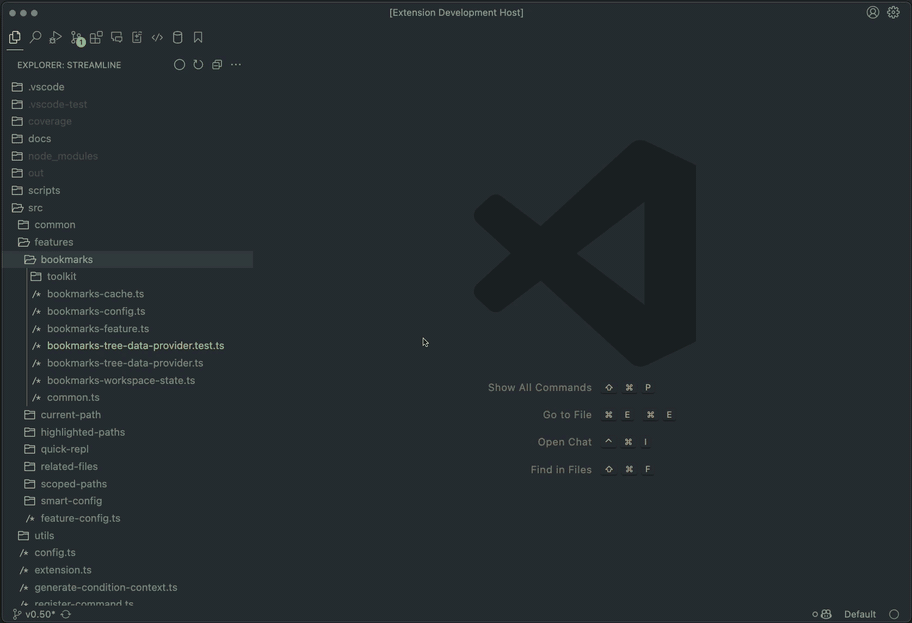 [Extension Development Host]
1
EXPLORER: STREAMLINE
.vscode
.vscode-test
coverage
docs
node_modules
out
scripts
src
common
features
bookmarks
toolkit
bookmarks-cache.ts
bookmarks-config.ts
bookmarks-feature.ts
bookmarks-tree-data-provider.test.ts
bookmarks-tree-data-provider.ts
bookmarks-workspace-state.ts
common.ts
current-path
highlighted-paths
quick-repl
related-files
scoped-paths
smart-config
feature-config.ts
utils
config.ts
extension.ts
generate-condition-context.ts
register-command.ts
Show All Commands ⇧ ⌘ P
Go to File ⌘ E ⌘ E
Open Chat ^ ⌘ I
Find in Files ⇧ ⌘ F
v0.50*
Default